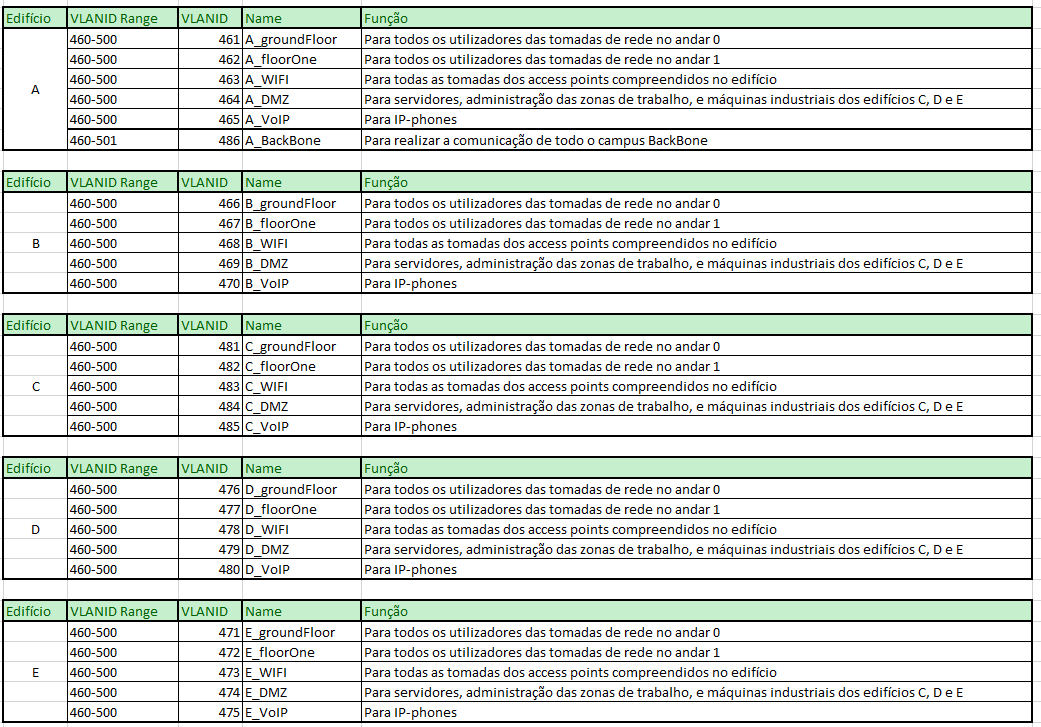 Edifício VLANID Range VLANID Name Função
460-500 461 A_groundFloor Para todos os utilizadores das tomadas de rede no andar 0
460-500 462 A_floorOne Para todos os utilizadores das tomadas de rede no andar 1
460-500 463 A_WIFI Para todas as tomadas dos access points compreendidos no edifício
A 460-500 464 A_DMZ Para servidores, administração das zonas de trabalho, e máquinas industriais dos edifícios C, D e E
460-500 465 A_VoIP Para IP-phones
460-501 486 A_BackBone Para realizar a comunicação de todo o campus BackBone
Edifício VLANID Range VLANID Name Função
460-500 466 B_groundFloor Para todos os utilizadores das tomadas de rede no andar 0
460-500 467 B_floorOne Para todos os utilizadores das tomadas de rede no andar 1
B 460-500 468 B_WIFI Para todas as tomadas dos access points compreendidos no edifício
460-500 469 B_DMZ Para servidores, administração das zonas de trabalho, e máquinas industriais dos edifícios C, D e E
460-500 470 B_VoIP Para IP-phones
Edifício VLANID Range VLANID Name Função
460-500 481 C_groundFloor Para todos os utilizadores das tomadas de rede no andar 0
460-500 482 C_floorOne Para todos os utilizadores das tomadas de rede no andar 1
C 460-500 483 C_WIFI Para todas as tomadas dos access points compreendidos no edifício
460-500 484 C_DMZ Para servidores, administração das zonas de trabalho, e máquinas industriais dos edifícios C, D e E
460-500 485 C_VoIP Para IP-phones
Edifício VLANID Range VLANID Name Função
460-500 476 D_groundFloor Para todos os utilizadores das tomadas de rede no andar 0
460-500 477 D_floorOne Para todos os utilizadores das tomadas de rede no andar 1
D 460-500 478 D_WIFI Para todas as tomadas dos access points compreendidos no edifício
460-500 479 D_DMZ Para servidores, administração das zonas de trabalho, e máquinas industriais dos edifícios C, D e E
460-500 480 D_VoIP Para IP-phones
Edifício VLANID Range VLANID Name Função
460-500 471 E_groundFloor Para todos os utilizadores das tomadas de rede no andar 0
460-500 472 E_floorOne Para todos os utilizadores das tomadas de rede no andar 1
E 460-500 473 E_WIFI Para todas as tomadas dos access points compreendidos no edifício
460-500 474 E_DMZ Para servidores, administração das zonas de trabalho, e máquinas industriais dos edifícios C, D e E
460-500 475 E_VoIP Para IP-phones